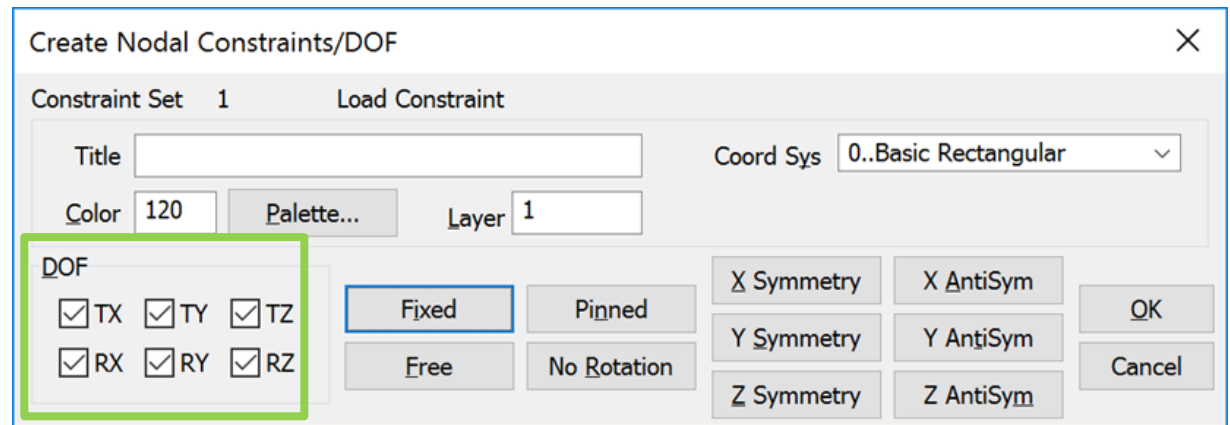 Create Nodal Constraints/DOF
Constraint Set 1 Load Constraint
Title Coord Sys 0..Basic Rectangular
Color 120 Palette... Layer 1
DOF
TX TY TZ
RX RY RZ
Fixed Pinned
Free No Rotation
X Symmetry X AntiSym
Y Symmetry Y AntiSym
Z Symmetry Z AntiSym
OK
Cancel